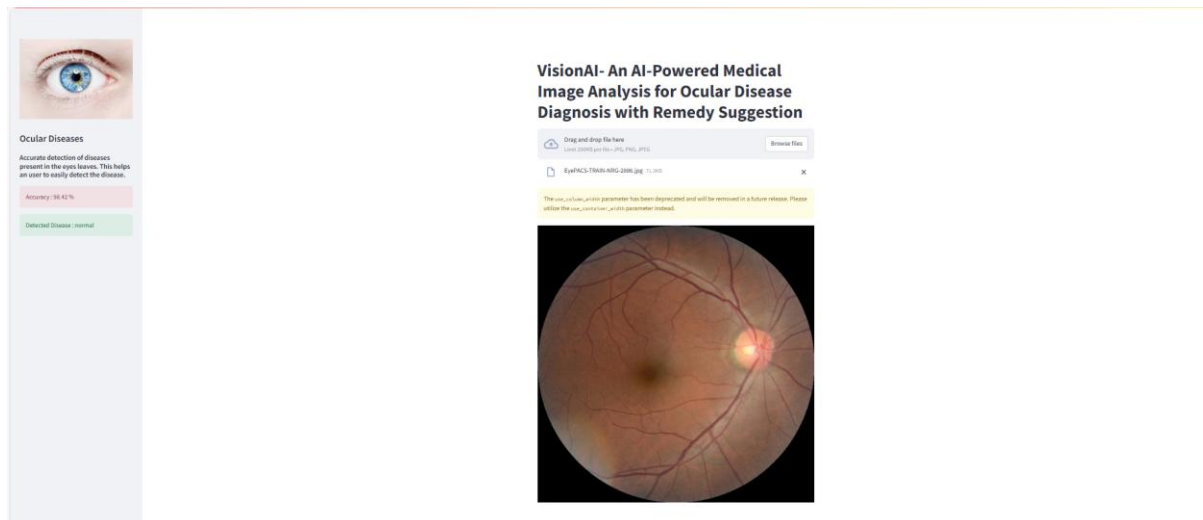 Ocular Diseases
Accurate detection of diseases
present in the eyes leaves. This helps
an user to easily detect the disease.
Accuracy : 98.42 %
Detected Disease : normal
VisionAI- An AI-Powered Medical
Image Analysis for Ocular Disease
Diagnosis with Remedy Suggestion
Drag and drop file here
Limit 200MB per file • JPG, PNG, JPEG
Browse files
EyePACS-TRAIN-NRG-2886.jpg
The use_column_width parameter has been deprecated and will be removed in a future release. Please
utilize the use_container_width parameter instead.